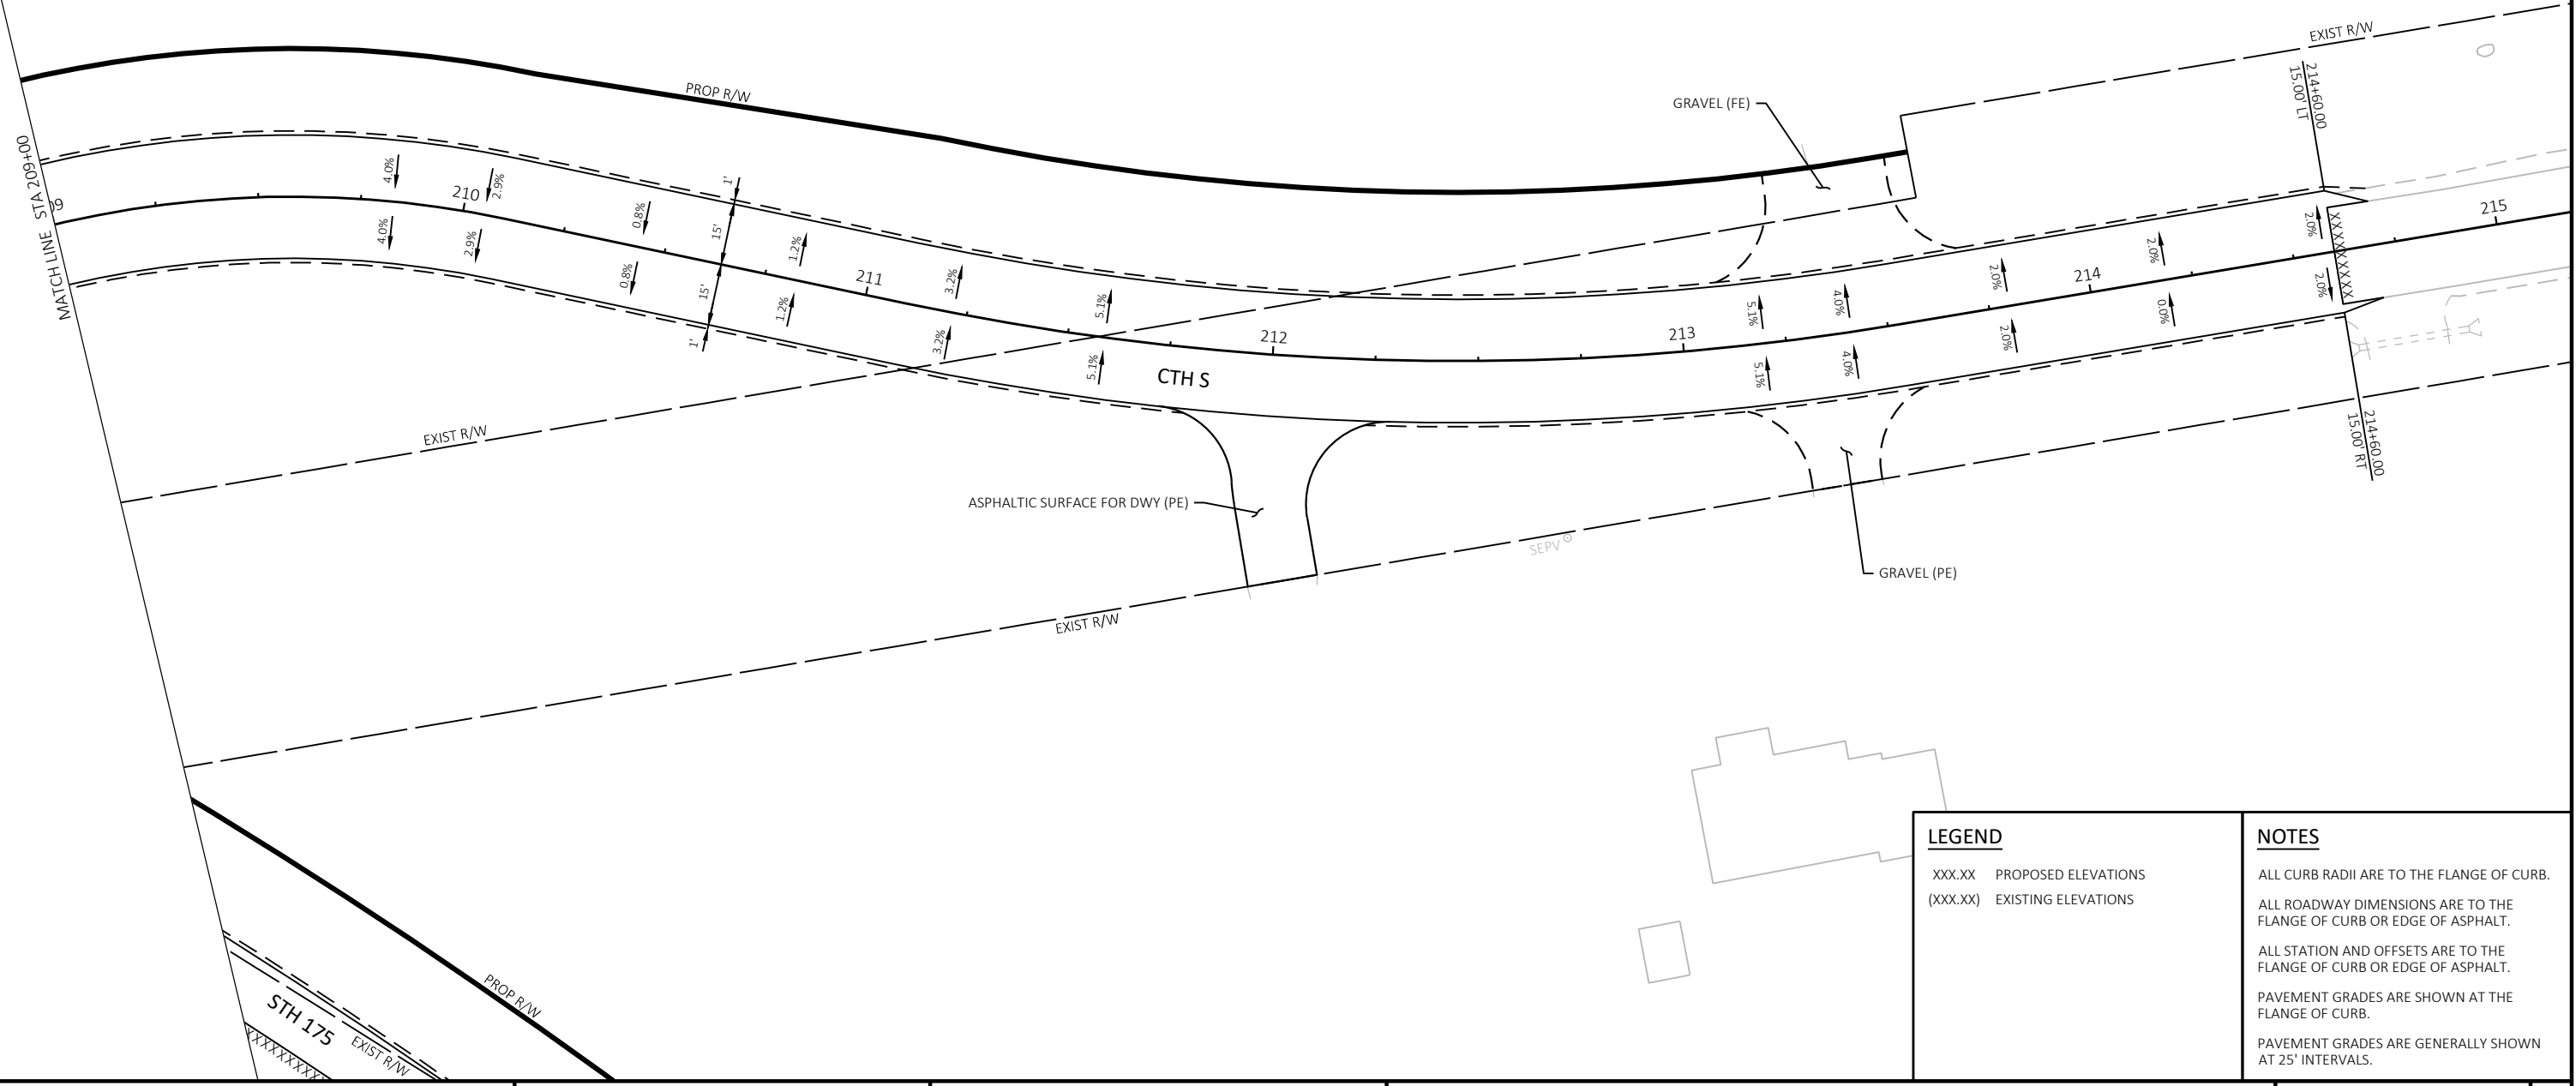 EXIST R/W
214+60.00
15.00' LT
PROP R/W
GRAVEL (FE)
MATCH LINE  STA 209+00
09
4.0%
210
2.9%
0.8%
1'
15'
1.2%
211
3.2%
5.1%
212
5.1%
213
4.0%
2.0%
214
2.0%
2.0%
215
XXXXXXXXX
4.0%
2.9%
0.8%
15'
1'
1.2%
3.2%
5.1%
CTH S
5.1%
4.0%
2.0%
0.0%
2.0%
214+60.00
15.00' RT
EXIST R/W
ASPHALTIC SURFACE FOR DWY (PE)
SEPV
GRAVEL (PE)
EXIST R/W
PROP R/W
STH 175
EXIST R/W
XXXXXXXXX
LEGEND
XXX.XX PROPOSED ELEVATIONS
(XXX.XX) EXISTING ELEVATIONS
NOTES
ALL CURB RADII ARE TO THE FLANGE OF CURB.
ALL ROADWAY DIMENSIONS ARE TO THE
FLANGE OF CURB OR EDGE OF ASPHALT.
ALL STATION AND OFFSETS ARE TO THE
FLANGE OF CURB OR EDGE OF ASPHALT.
PAVEMENT GRADES ARE SHOWN AT THE
FLANGE OF CURB.
PAVEMENT GRADES ARE GENERALLY SHOWN
AT 25' INTERVALS.